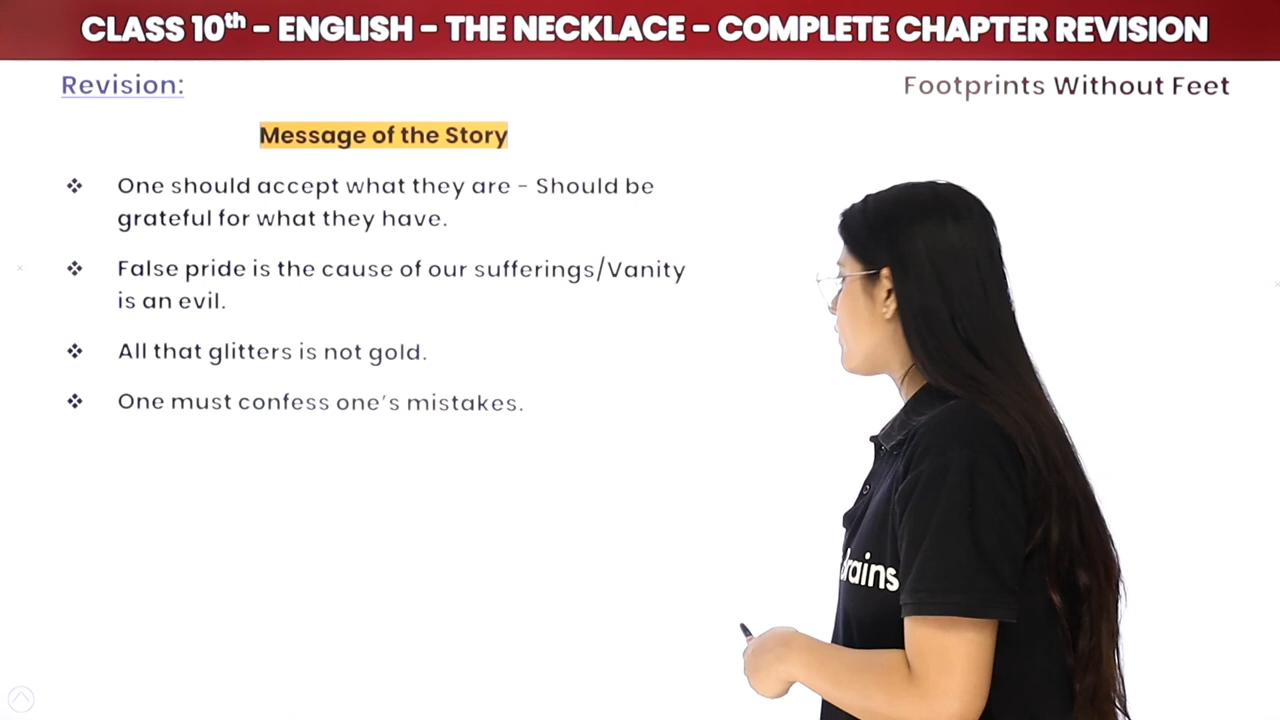 CLASS 10th - ENGLISH - THE NECKLACE - COMPLETE CHAPTER REVISION
Revision:
Footprints Without Feet
Message of the Story
❖ One should accept what they are - Should be
grateful for what they have.
❖ False pride is the cause of our sufferings/Vanity
is an evil.
❖ All that glitters is not gold.
❖ One must confess one's mistakes.